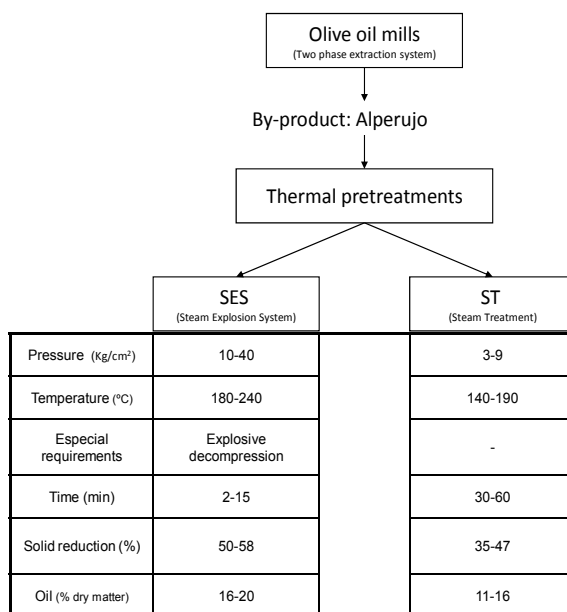 Olive oil mills
(Two phase extraction system)
By-product: Alperujo
Thermal pretreatments
SES
(Steam Explosion System)
ST
(Steam Treatment)
Pressure (Kg/cm²) 10-40 3-9
Temperature (ºC) 180-240 140-190
Especial
requirements
Explosive
decompression
-
Time (min) 2-15 30-60
Solid reduction (%) 50-58 35-47
Oil (% dry matter) 16-20 11-16